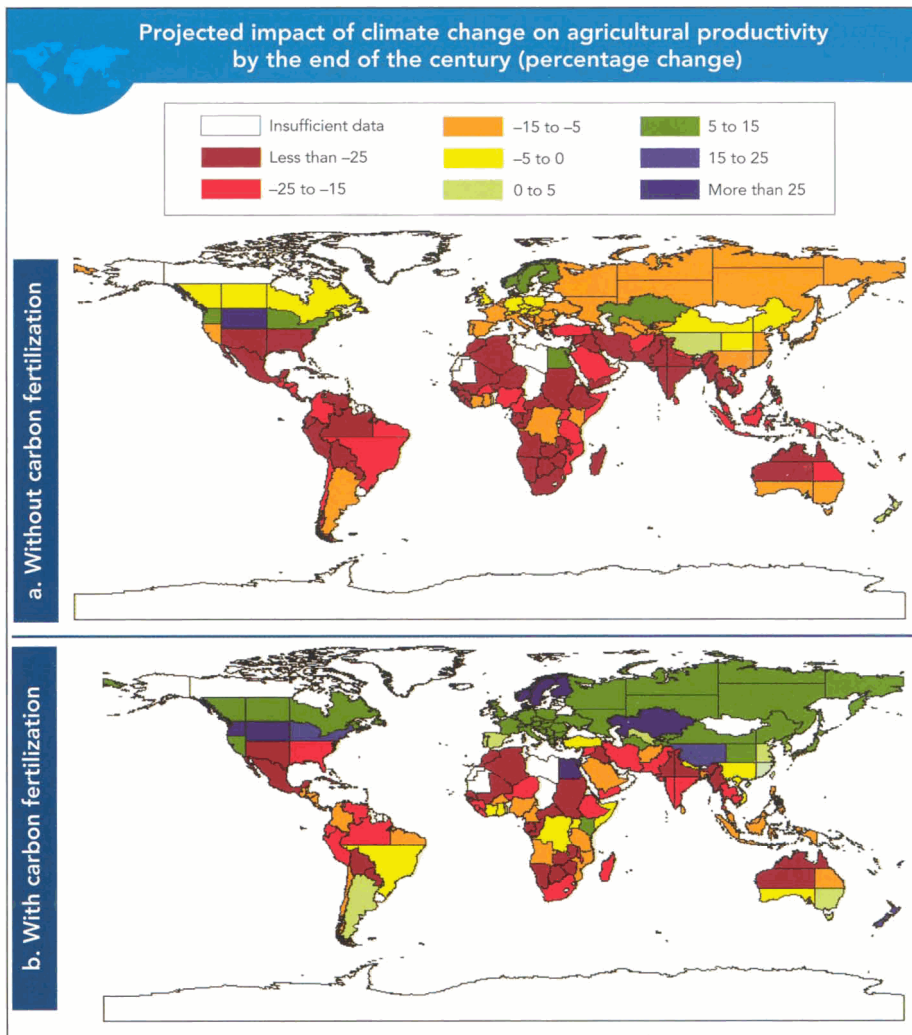 Projected impact of climate change on agricultural productivity
by the end of the century (percentage change)
Insufficient data
Less than –25
–25 to –15
–15 to –5
–5 to 0
0 to 5
5 to 15
15 to 25
More than 25
a. Without carbon fertilization
b. With carbon fertilization